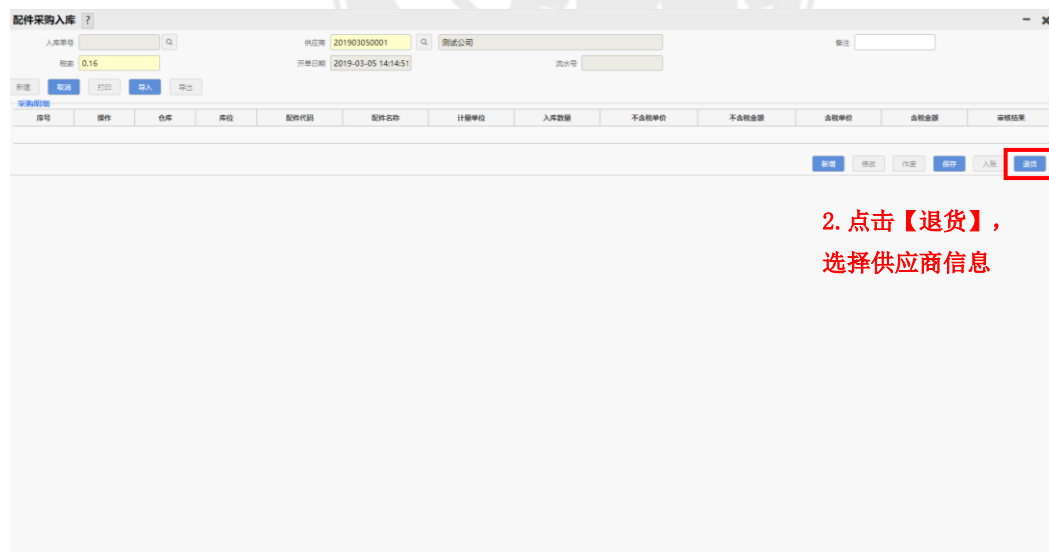 配件采购入库 ?
入库单号 供应商 201903050001 测试公司 备注
税率 0.16 开单日期 2019-03-05 14:14:51 流水号
新建 取消 打印 导入 导出
采购明细
序号 操作 仓库 库位 配件代码 配件名称 计量单位 入库数量 不含税单价 不含税金额 含税单价 含税金额 审核结果
新增 修改 作废 保存 入账 退货
2.点击【退货】，
选择供应商信息